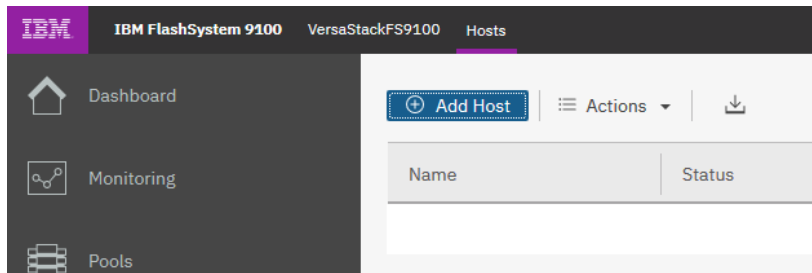 IBM IBM FlashSystem 9100 VersaStackFS9100 Hosts
Dashboard
Add Host Actions
Monitoring
Name Status
Pools